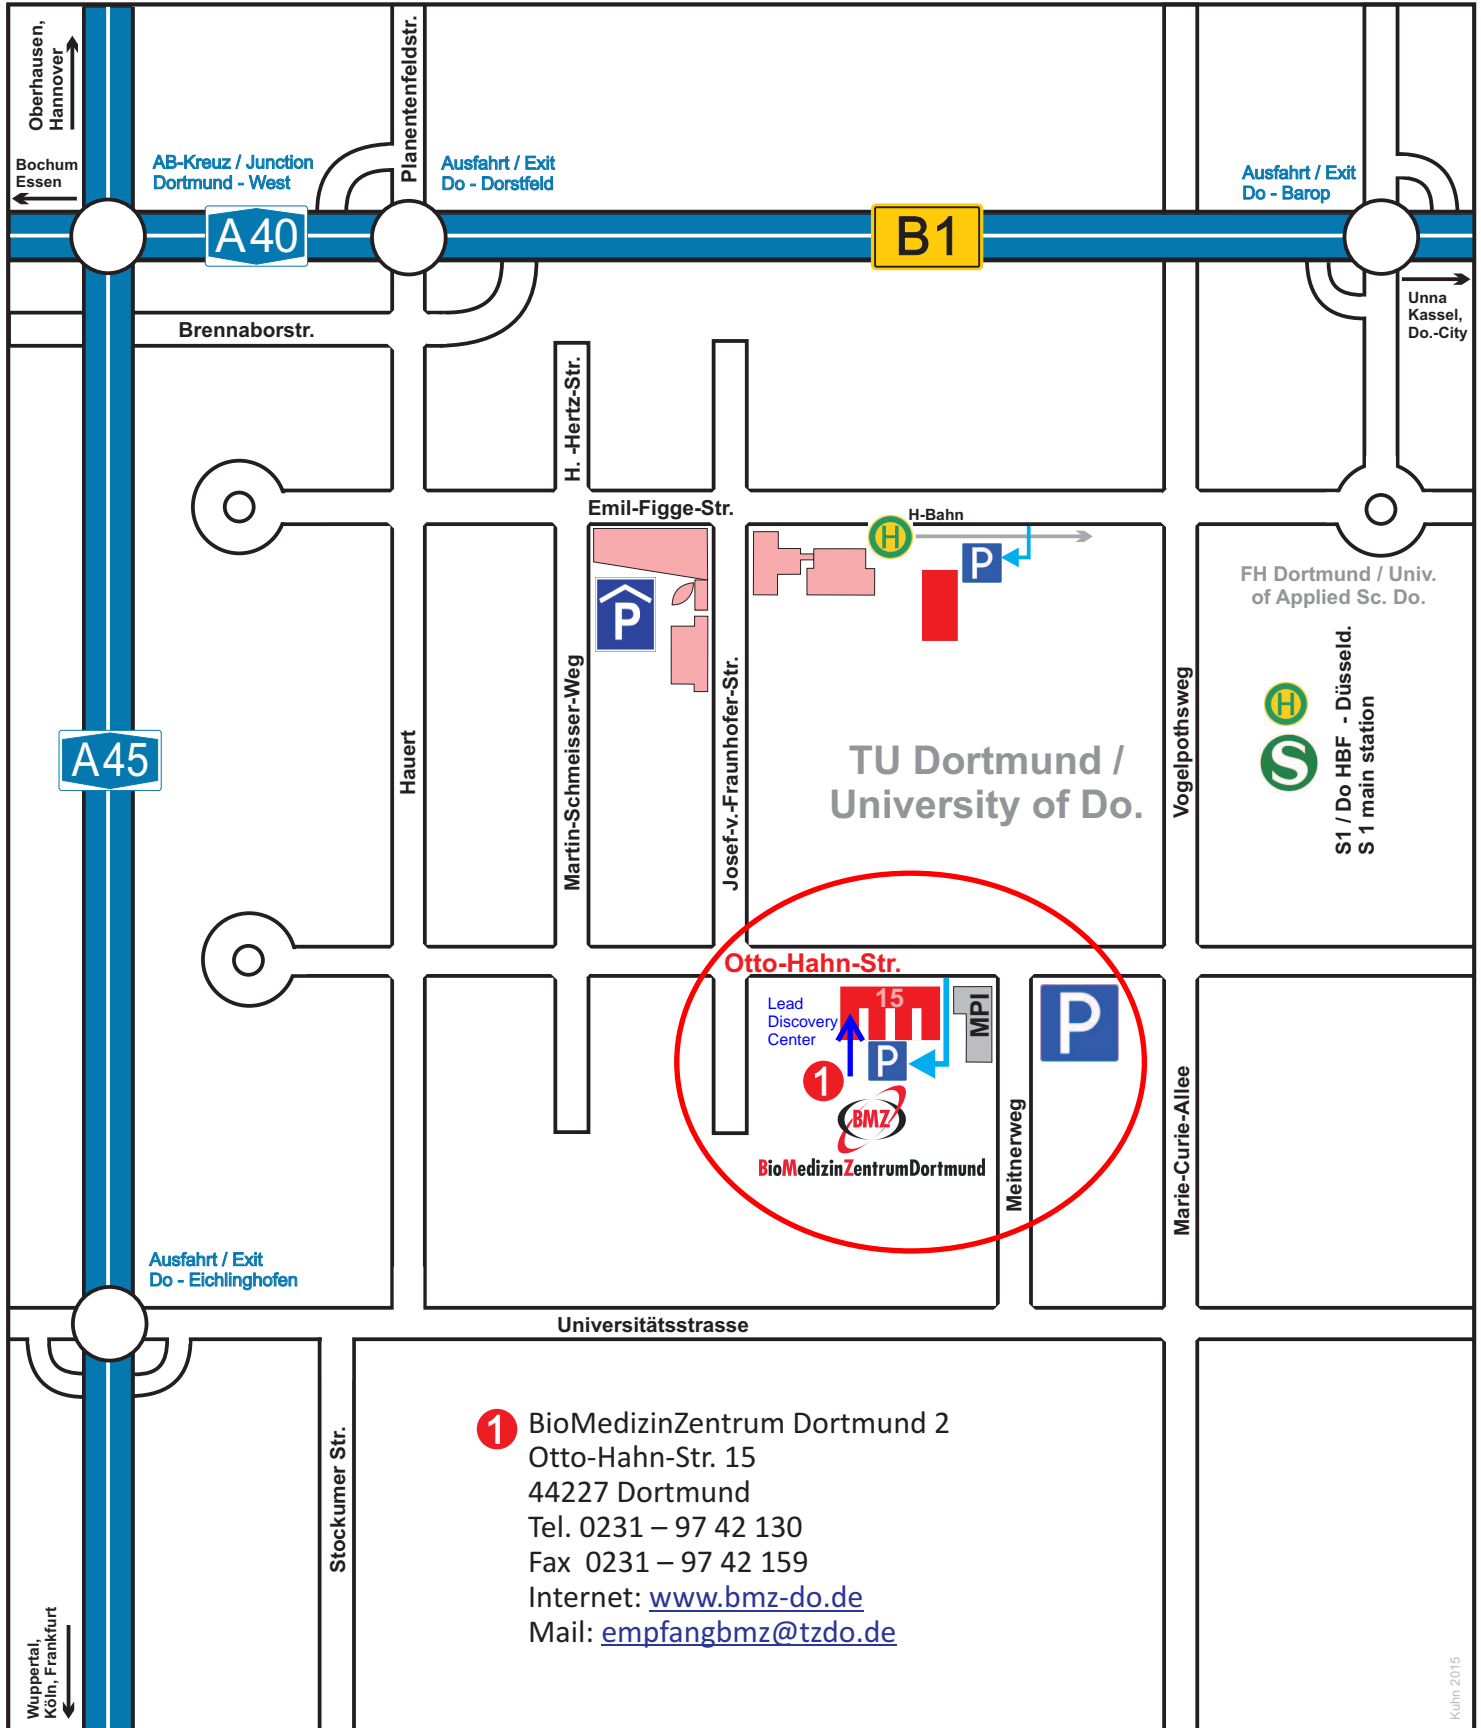 Oberhausen,
Hannover
Planentenfeldstr.
Bochum
Essen
AB-Kreuz / Junction
Dortmund - West
Ausfahrt / Exit
Do - Dorstfeld
Ausfahrt / Exit
Do - Barop
A40
B1
Unna
Kassel,
Do.-City
Brennaborstr.
H. -Hertz-Str.
Emil-Figge-Str.
H-Bahn
H
P
P
FH Dortmund / Univ.
of Applied Sc. Do.
S1 / Do HBF - Düsseld.
S 1 main station
H
S
A45
Hauert
Martin-Schmeisser-Weg
Josef-v.-Fraunhofer-Str.
Vogelpothsweg
TU Dortmund /
University of Do.
Otto-Hahn-Str.
15
Lead
Discovery
Center
MPI
P
P
1
BMZ
BioMedizinZentrumDortmund
Meitnerweg
Marie-Curie-Allee
Ausfahrt / Exit
Do - Eichlinghofen
Universitätsstrasse
Stockumer Str.
1 BioMedizinZentrum Dortmund 2
Otto-Hahn-Str. 15
44227 Dortmund
Tel. 0231 – 97 42 130
Fax 0231 – 97 42 159
Internet: www.bmz-do.de
Mail: empfangbmz@tzdo.de
Wuppertal,
Köln, Frankfurt
Kuhn 2015